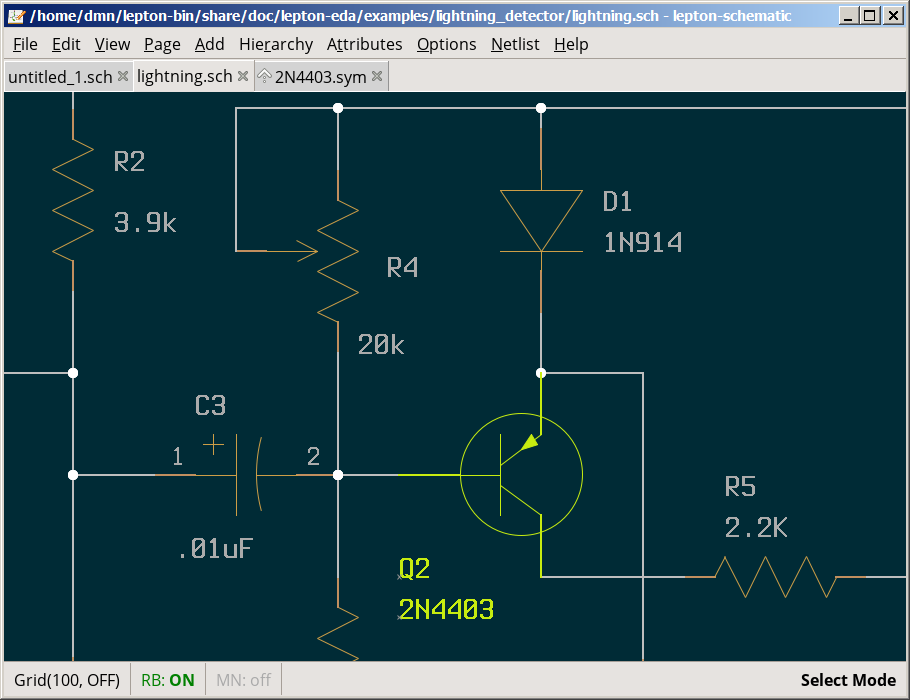 /home/dmn/lepton-bin/share/doc/lepton-eda/examples/lightning_detector/lightning.sch - lepton-schematic
File Edit View Page Add Hierarchy Attributes Options Netlist Help
untitled_1.sch lightning.sch 2N4403.sym
R2
3.9k
D1
1N914
R4
20k
C3
1 2
.01uF
R5
2.2K
Q2
2N4403
Grid(100, OFF) RB: ON MN: off Select Mode